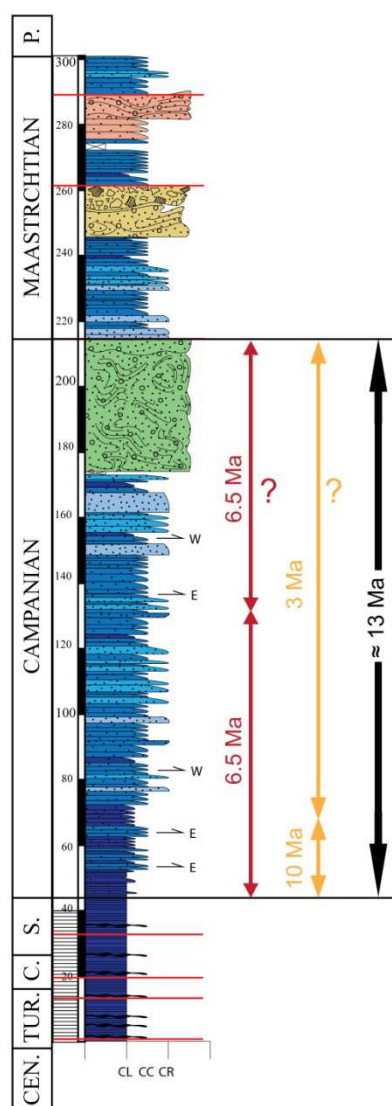 P.
MAASTRCHTIAN
CAMPANIAN
S.
C.
TUR.
CEN.
300
280
260
240
220
200
180
160
140
120
100
80
60
40
20
W
E
W
E
E
6.5 Ma
?
6.5 Ma
3 Ma
?
10 Ma
≈ 13 Ma
CL CC CR